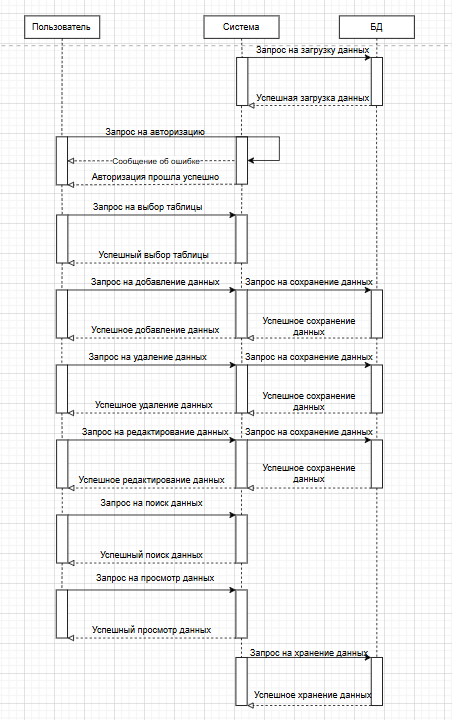 Пользователь
Система
БД
Запрос на загрузку данных
Успешная загрузка данных
Запрос на авторизацию
Сообщение об ошибке
Авторизация прошла успешно
Запрос на выбор таблицы
Успешный выбор таблицы
Запрос на добавление данных
Запрос на сохранение данных
Успешное добавление данных
Успешное сохранение
данных
Запрос на удаление данных
Запрос на сохранение данных
Успешное удаление данных
Успешное сохранение
данных
Запрос на редактирование данных
Запрос на сохранение данных
Успешное редактирование данных
Успешное сохранение
данных
Запрос на поиск данных
Успешный поиск данных
Запрос на просмотр данных
Успешный просмотр данных
Запрос на хранение данных
Успешное хранение данных